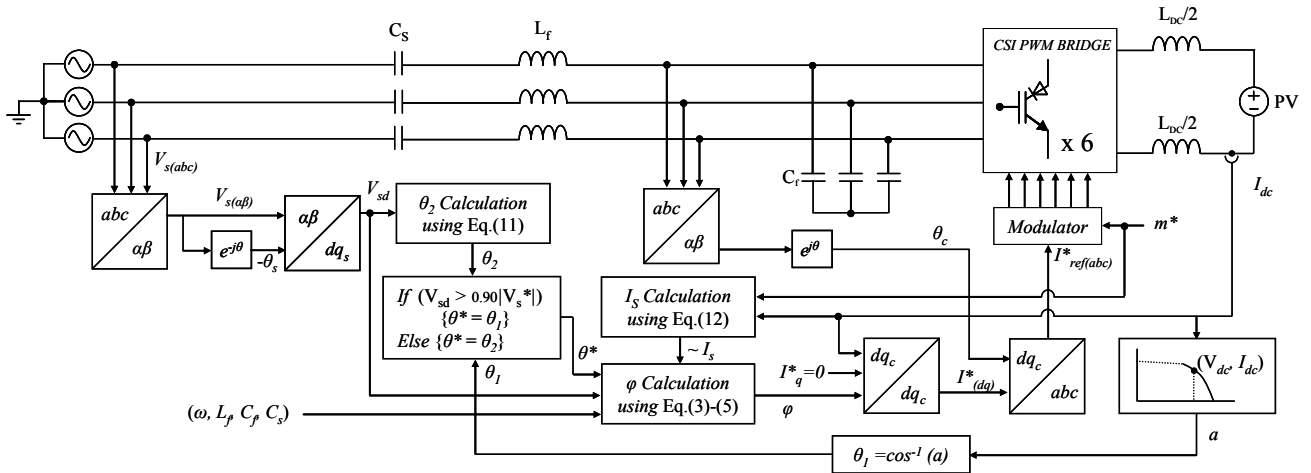 C_S
L_f
L_DC/2
CSI PWM BRIDGE
x 6
PV
L_DC/2
V_s(abc)
C_f
I_dc
abc
αβ
V_s(αβ)
e^-jθ
-θ_s
αβ
dq_s
V_sd
θ_2 Calculation
using Eq.(11)
θ_2
If (V_sd > 0.90|V_s*|)
{θ* = θ_1}
Else {θ* = θ_2}
θ*
θ_1
abc
αβ
e^jθ
θ_c
Modulator
m*
I*_ref(abc)
I_S Calculation
using Eq.(12)
~ I_s
φ Calculation
using Eq.(3)-(5)
φ
I*_q=0
dq_c
dq_c
I*_(dq)
dq_c
abc
(V_dc, I_dc)
a
(ω, L_f, C_f, C_s)
θ_1 =cos^-1 (a)